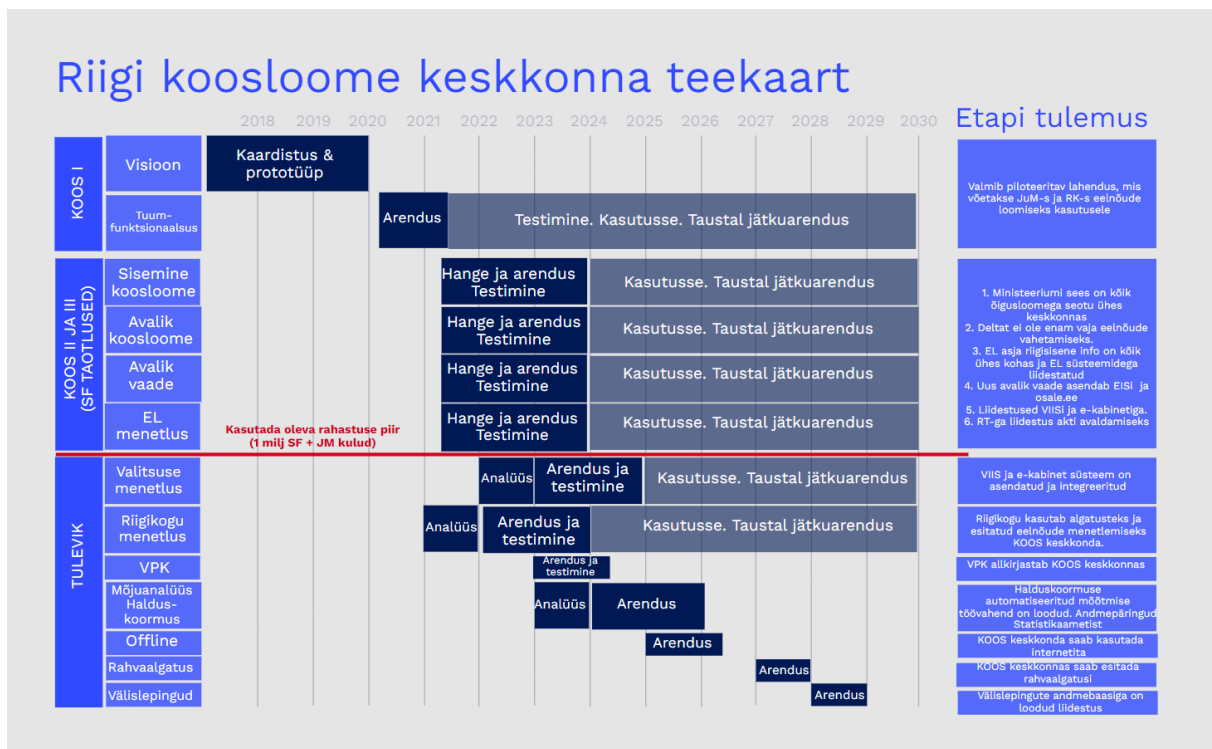 Riigi koosloome keskkonna teekaart
2018 2019 2020 2021 2022 2023 2024 2025 2026 2027 2028 2029 2030
Etapi tulemus
KOOS I
Visioon
Kaardistus &
prototüüp
Tuum-
funktsionaalsus
Arendus
Testimine. Kasutusse. Taustal jätkuarendus
Valmib piloteeritav lahendus, mis
võetakse JuM-s ja RK-s eelnõude
loomiseks kasutusele
KOOS II JA III
(SF TAOTLUSED)
Sisemine
koosloome
Hange ja arendus
Testimine
Kasutusse. Taustal jätkuarendus
Avalik
koosloome
Hange ja arendus
Testimine
Kasutusse. Taustal jätkuarendus
Avalik
vaade
Hange ja arendus
Testimine
Kasutusse. Taustal jätkuarendus
EL
menetlus
Hange ja arendus
Testimine
Kasutusse. Taustal jätkuarendus
1. Ministeeriumi sees on kõik
õigusloomega seotu ühes
keskkonnas
2. Deltat ei ole enam vaja eelnõude
vahetamiseks.
3. EL asja riigisisene info on kõik
ühes kohas ja EL süsteemidega
liidestatud
4. Uus avalik vaade asendab EISi ja
osale.ee
5. Liidestused VIISi ja e-kabinetiga.
6. RT-ga liidestus akti avaldamiseks
Kasutada oleva rahastuse piir
(1 milj SF + JM kulud)
TULEVIK
Valitsuse
menetlus
Analüüs
Arendus ja
testimine
Kasutusse. Taustal jätkuarendus
VIIS ja e-kabinet süsteem on
asendatud ja integreeritud
Riigikogu
menetlus
Analüüs
Arendus ja
testimine
Kasutusse. Taustal jätkuarendus
Riigikogu kasutab algatusteks ja
esitatud eelnõude menetlemiseks
KOOS keskkonda.
VPK
Arendus ja
testimine
VPK allkirjastab KOOS keskkonnas
Mõjuanalüüs
Haldus-
koormus
Analüüs
Arendus
Halduskoormuse
automatiseeritud mõõtmise
töövahend on loodud. Andmepäringud
Statistikaametist
Offline
Arendus
KOOS keskkonda saab kasutada
internetita
Rahvaalgatus
Arendus
KOOS keskkonnas saab esitada
rahvaalgatusi
Välislepingud
Arendus
Välislepingute andmebaasiga on
loodud liidestus